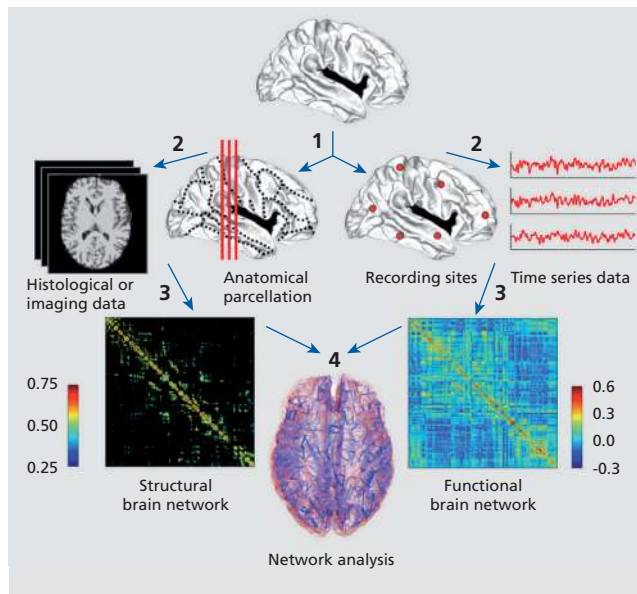 1
2
2
Histological or
imaging data
Anatomical
parcellation
Recording sites
Time series data
3
3
4
0.75
0.50
0.25
0.6
0.3
0.0
-0.3
Structural
brain network
Functional
brain network
Network analysis